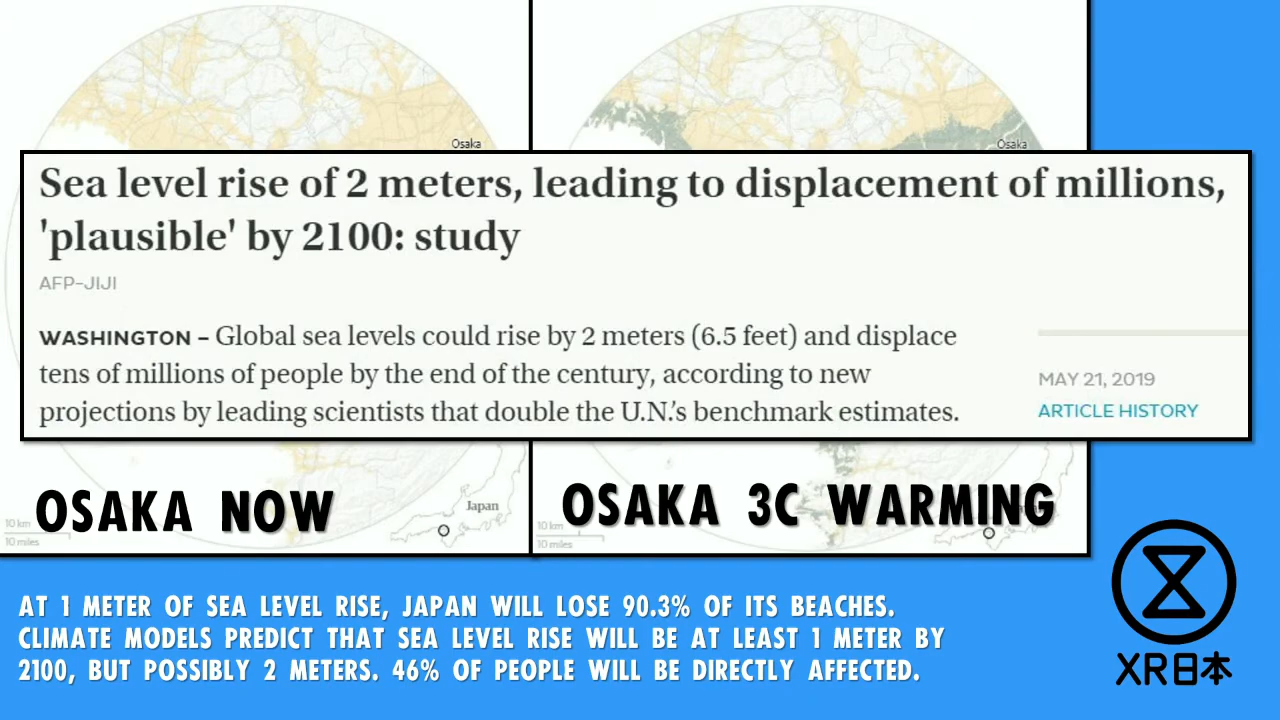 Osaka
Osaka
Sea level rise of 2 meters, leading to displacement of millions,
'plausible' by 2100: study
AFP-JIJI
WASHINGTON – Global sea levels could rise by 2 meters (6.5 feet) and displace
tens of millions of people by the end of the century, according to new
projections by leading scientists that double the U.N.'s benchmark estimates.
MAY 21, 2019
ARTICLE HISTORY
OSAKA NOW
Japan
10 km
10 miles
OSAKA 3C WARMING
10 km
10 miles
AT 1 METER OF SEA LEVEL RISE, JAPAN WILL LOSE 90.3% OF ITS BEACHES.
CLIMATE MODELS PREDICT THAT SEA LEVEL RISE WILL BE AT LEAST 1 METER BY
2100, BUT POSSIBLY 2 METERS. 46% OF PEOPLE WILL BE DIRECTLY AFFECTED.
XR日本